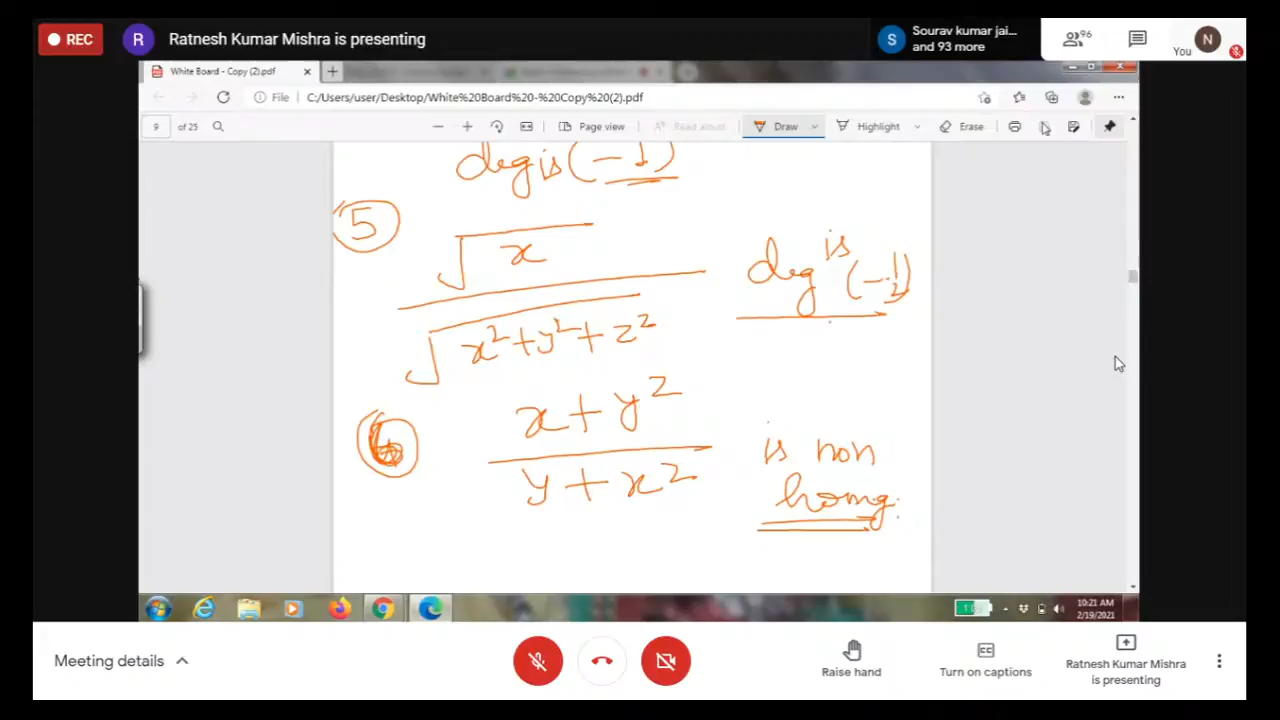 REC
R
Ratnesh Kumar Mishra is presenting
S
Sourav kumar jai...
and 93 more
96
You
N
White Board - Copy (2).pdf
File
C:/Users/user/Desktop/White%20Board%20-%20Copy%20(2).pdf
9 of 25
Page view
Read aloud
Draw
Highlight
Erase
deg is (-1)
5
√x / √(x²+y²+z²)
deg is (-1/2)
6
(x+y²) / (y+x²)
is non
homg.
10:21 AM
2/19/2021
Meeting details
Raise hand
CC
Turn on captions
Ratnesh Kumar Mishra
is presenting